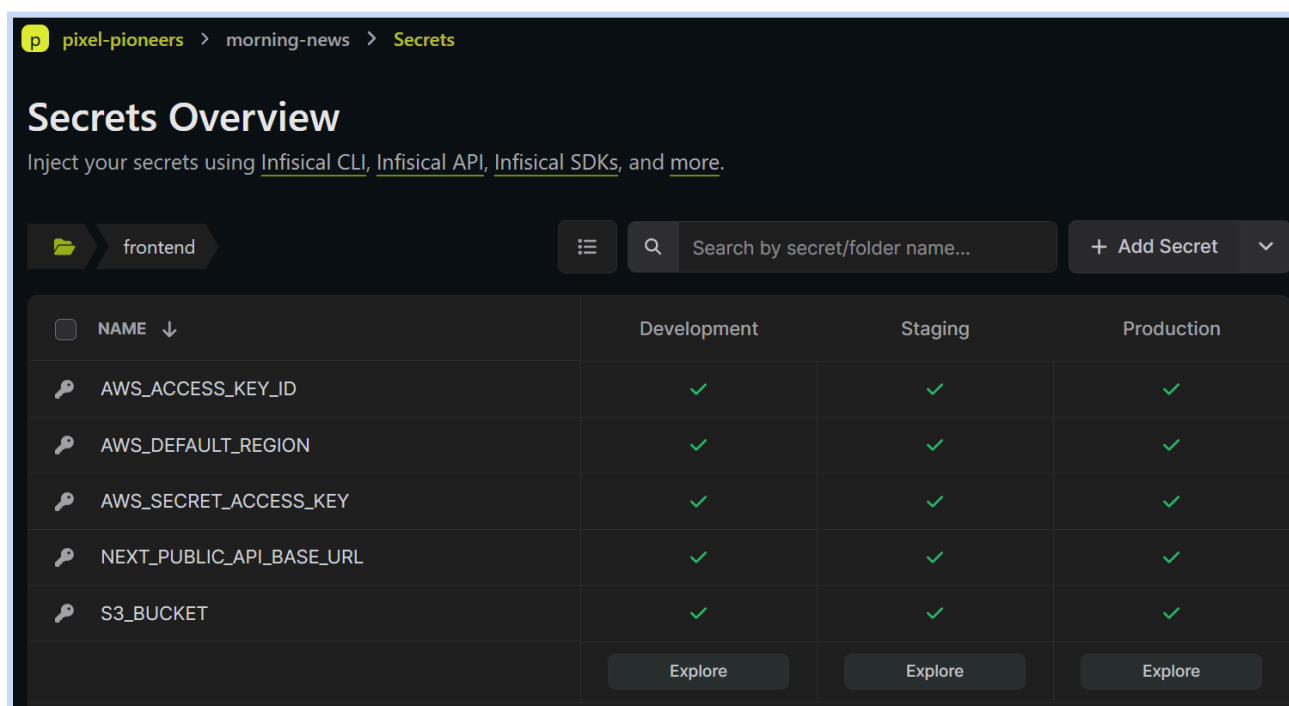 p pixel-pioneers > morning-news > Secrets
Secrets Overview
Inject your secrets using Infisical CLI, Infisical API, Infisical SDKs, and more.
frontend Search by secret/folder name... + Add Secret
NAME Development Staging Production
AWS_ACCESS_KEY_ID
AWS_DEFAULT_REGION
AWS_SECRET_ACCESS_KEY
NEXT_PUBLIC_API_BASE_URL
S3_BUCKET
Explore Explore Explore